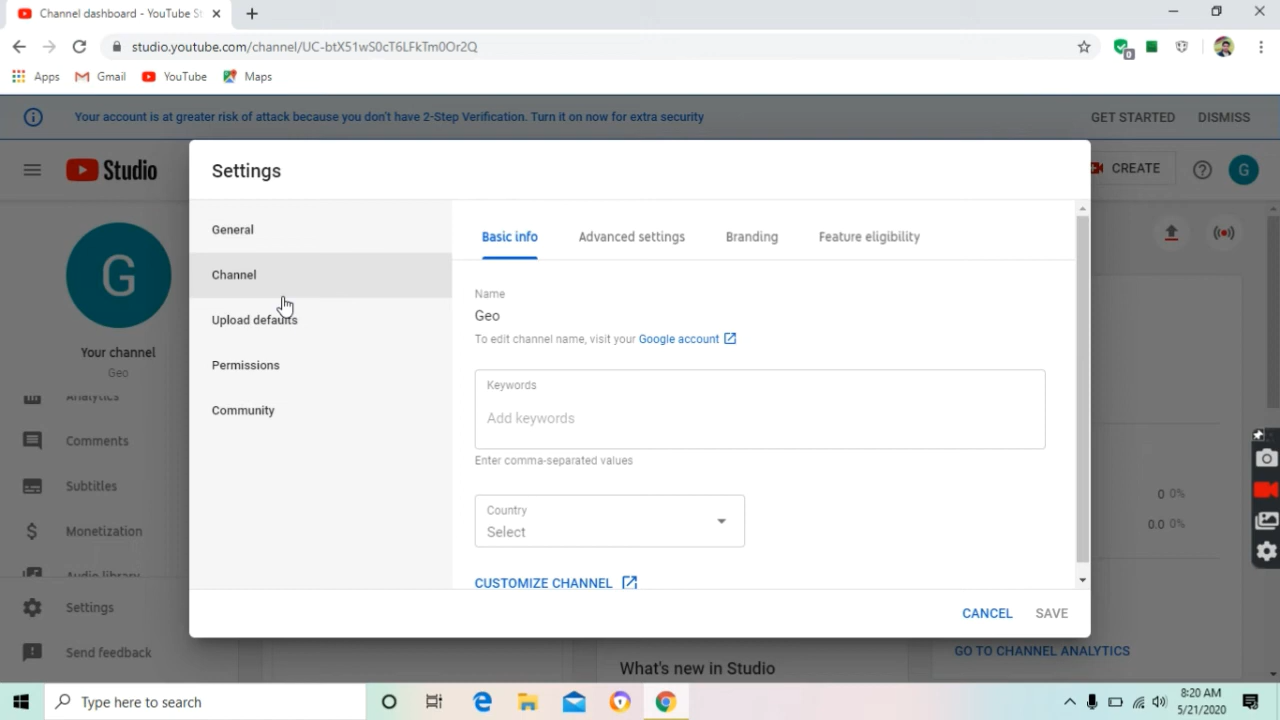 Channel dashboard - YouTube St
studio.youtube.com/channel/UC-btX51wS0cT6LFkTm0Or2Q
0
Apps Gmail YouTube Maps
Your account is at greater risk of attack because you don't have 2-Step Verification. Turn it on now for extra security GET STARTED DISMISS
Studio CREATE G
Settings
General
Channel
Upload defaults
Permissions
Community
Basic info Advanced settings Branding Feature eligibility
Name
Geo
To edit channel name, visit your Google account
Keywords
Add keywords
Enter comma-separated values
Country
Select
CUSTOMIZE CHANNEL
CANCEL SAVE
G
Your channel
Geo
Analytics
Comments
Subtitles
Monetization
Audio library
Settings
Send feedback
0 0%
0.0 0%
What's new in Studio
GO TO CHANNEL ANALYTICS
Type here to search
8:20 AM
5/21/2020